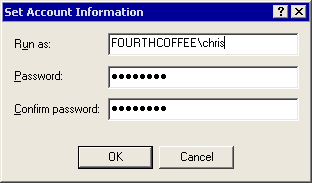 Set Account Information
Run as: FOURTHCOFFEE\chris
Password: ●●●●●●●●
Confirm password: ●●●●●●●●
OK Cancel